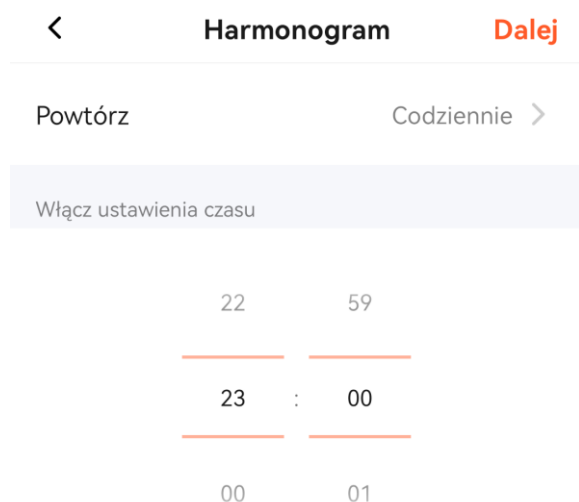 Harmonogram Dalej
Powtórz Codziennie
Włącz ustawienia czasu
22 59
23 : 00
00 01